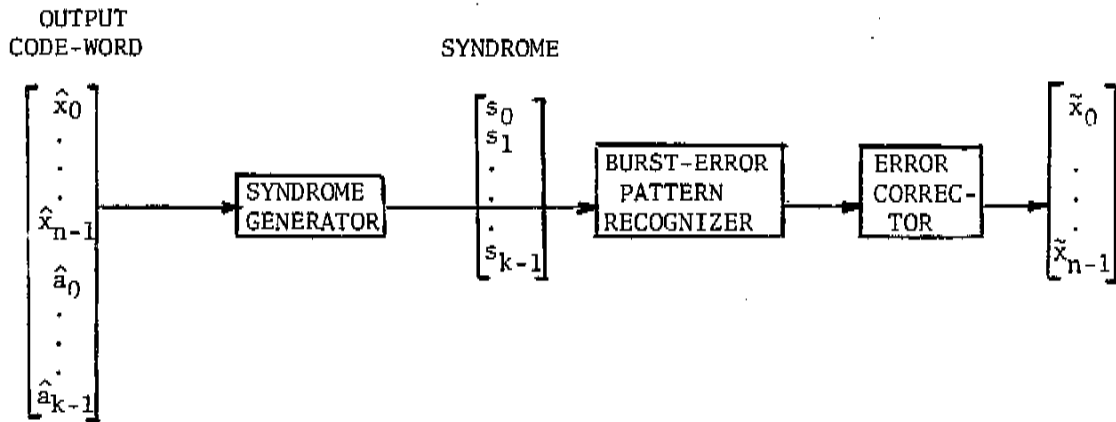 OUTPUT
CODE-WORD
SYNDROME
x̂0
.
.
.
x̂n-1
â0
.
.
.
âk-1
SYNDROME
GENERATOR
s0
s1
.
.
.
sk-1
BURST-ERROR
PATTERN
RECOGNIZER
ERROR
CORREC-
TOR
x̃0
.
.
.
x̃n-1